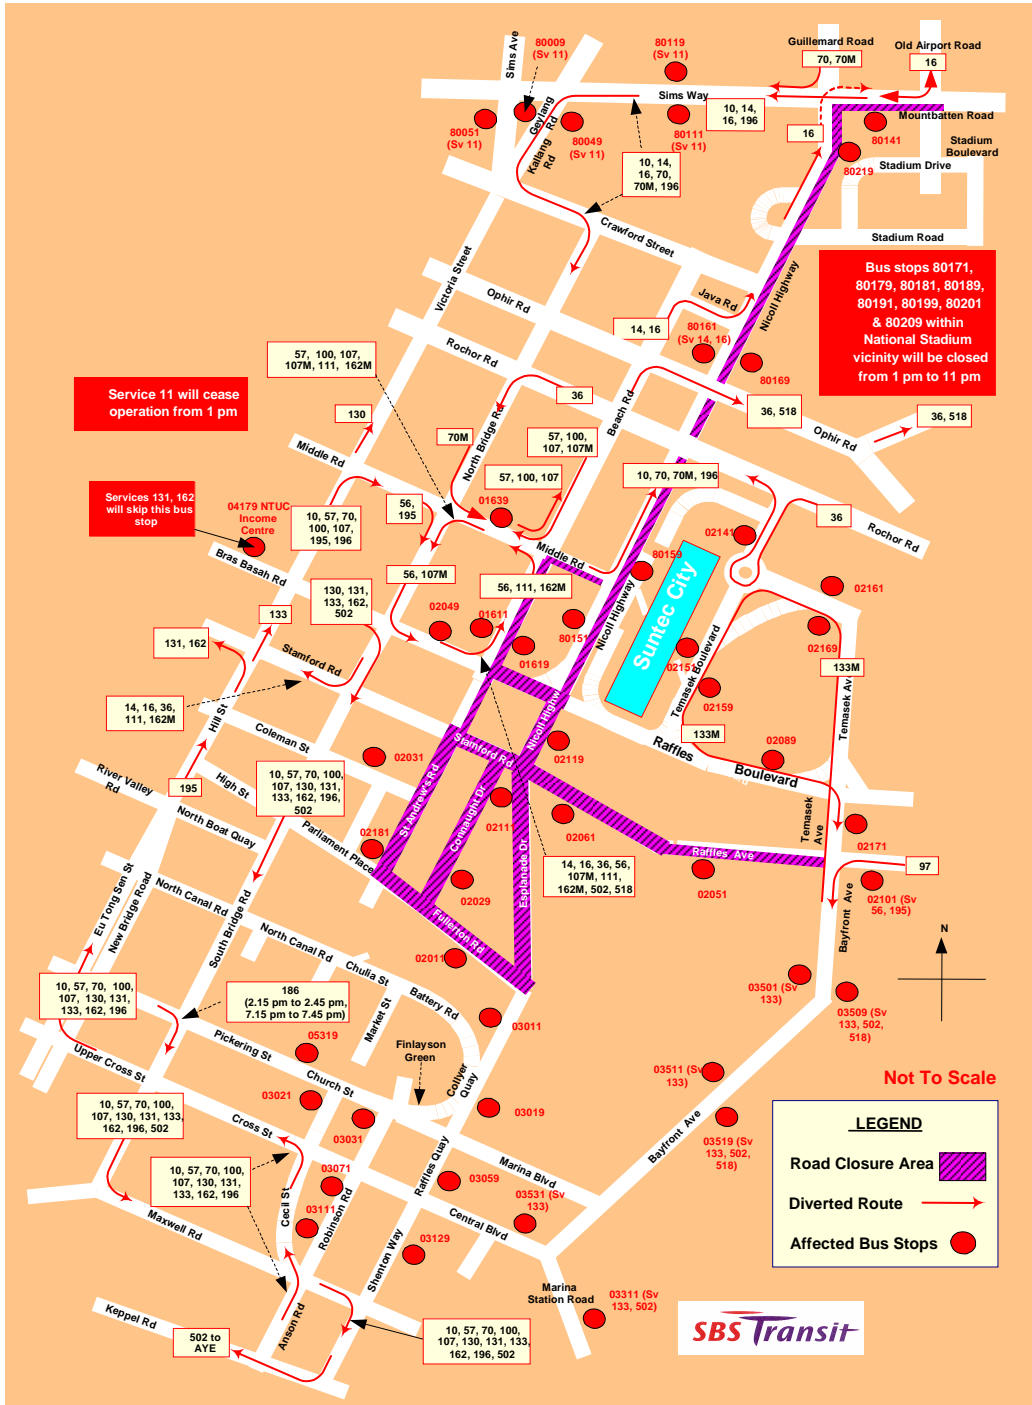 Guillemard Road
Old Airport Road
70, 70M
16
Sims Ave
80009
(Sv 11)
80119
(Sv 11)
Sims Way
10, 14,
16, 196
Mountbatten Road
80051
(Sv 11)
Geylang
Rd
Kallang
Rd
80049
(Sv 11)
80111
(Sv 11)
16
80141
Stadium
Boulevard
80219
Stadium Drive
10, 14,
16, 70,
70M, 196
Crawford Street
Stadium Road
Victoria Street
Nicoll Highway
Bus stops 80171,
80179, 80181, 80189,
80191, 80199, 80201
& 80209 within
National Stadium
vicinity will be closed
from 1 pm to 11 pm
Ophir Rd
Java Rd
14, 16
80161
(Sv 14, 16)
80169
Rochor Rd
57, 100, 107,
107M, 111, 162M
Service 11 will cease
operation from 1 pm
36
130
Beach Rd
36, 518
36, 518
Ophir Rd
North Bridge Rd
70M
57, 100,
107, 107M
Middle Rd
57, 100, 107
10, 70, 70M, 196
Services 131, 162
will skip this bus
stop
04179 NTUC
Income
Centre
10, 57, 70,
100, 107,
195, 196
56,
195
01639
36
Rochor Rd
02141
Bras Basah Rd
Middle Rd
80159
56, 107M
56, 111, 162M
130, 131,
133, 162,
502
Suntec City
02161
133
02049
01611
80151
Nicoll Highway
02169
131, 162
Stamford Rd
01619
02151
Temasek Boulevard
133M
14, 16, 36,
111, 162M
Hill St
02159
Temasek Ave
Coleman St
Nicoll Highw
133M
Raffles
Boulevard
02031
Stamford Rd
02119
02089
River Valley
Rd
High St
195
10, 57, 70, 100,
107, 130, 131,
133, 162, 196,
502
St Andrew's Rd
Connaught Dr
02111
02061
Temasek
Ave
North Boat Quay
Parliament Place
02181
02171
Raffles Ave
14, 16, 36, 56,
107M, 111,
162M, 502, 518
02051
97
Eu Tong Sen St
New Bridge Road
North Canal Rd
South Bridge Rd
02029
Esplanade Dr
Bayfront Ave
02101 (Sv
56, 195)
Fullerton Rd
North Canal Rd
02011
N
Chulia St
10, 57, 70, 100,
107, 130, 131,
133, 162, 196
186
(2.15 pm to 2.45 pm,
7.15 pm to 7.45 pm)
Battery Rd
03501 (Sv
133)
03509 (Sv
133, 502,
518)
Market St
03011
Pickering St
05319
Finlayson
Green
Upper Cross St
Church St
Collyer
Quay
03511 (Sv
133)
Not To Scale
03021
10, 57, 70, 100,
107, 130, 131, 133,
162, 196, 502
03031
03019
Cross St
Bayfront Ave
03519 (Sv
133, 502,
518)
LEGEND
Road Closure Area
Diverted Route
Affected Bus Stops
Raffles Quay
Marina Blvd
10, 57, 70, 100,
107, 130, 131,
133, 162, 196
03071
03059
Cecil St
Robinson Rd
03531 (Sv
133)
Maxwell Rd
03111
Central Blvd
Shenton Way
03129
Marina
Station Road
03311 (Sv
133, 502)
Keppel Rd
Anson Rd
502 to
AYE
10, 57, 70, 100,
107, 130, 131, 133,
162, 196, 502
SBS Transit